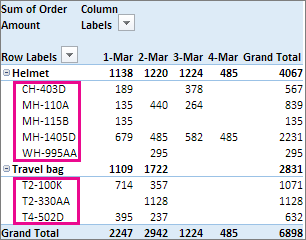 Sum of Order Amount Column Labels
Row Labels 1-Mar 2-Mar 3-Mar 4-Mar Grand Total
Helmet 1138 1220 1224 485 4067
CH-403D 189 378 567
MH-110A 135 440 264 839
MH-115B 135 135
MH-1405D 679 485 582 485 2231
WH-995AA 295 295
Travel bag 1109 1722 2831
T2-100K 714 357 1071
T2-330AA 1128 1128
T4-502D 395 237 632
Grand Total 2247 2942 1224 485 6898